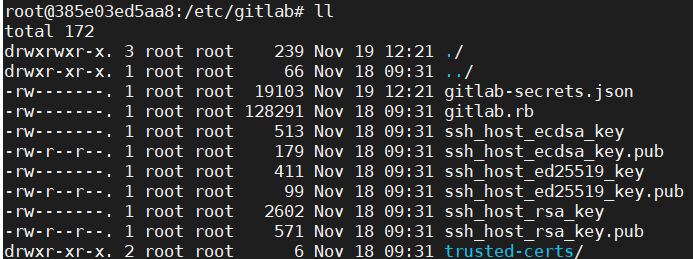 root@385e03ed5aa8:/etc/gitlab# ll
total 172
drwxrwxr-x. 3 root root    239 Nov 19 12:21 ./
drwxr-xr-x. 1 root root     66 Nov 18 09:31 ../
-rw-------. 1 root root  19103 Nov 19 12:21 gitlab-secrets.json
-rw-------. 1 root root 128291 Nov 18 09:31 gitlab.rb
-rw-------. 1 root root    513 Nov 18 09:31 ssh_host_ecdsa_key
-rw-r--r--. 1 root root    179 Nov 18 09:31 ssh_host_ecdsa_key.pub
-rw-------. 1 root root    411 Nov 18 09:31 ssh_host_ed25519_key
-rw-r--r--. 1 root root     99 Nov 18 09:31 ssh_host_ed25519_key.pub
-rw-------. 1 root root   2602 Nov 18 09:31 ssh_host_rsa_key
-rw-r--r--. 1 root root    571 Nov 18 09:31 ssh_host_rsa_key.pub
drwxr-xr-x. 2 root root      6 Nov 18 09:31 trusted-certs/